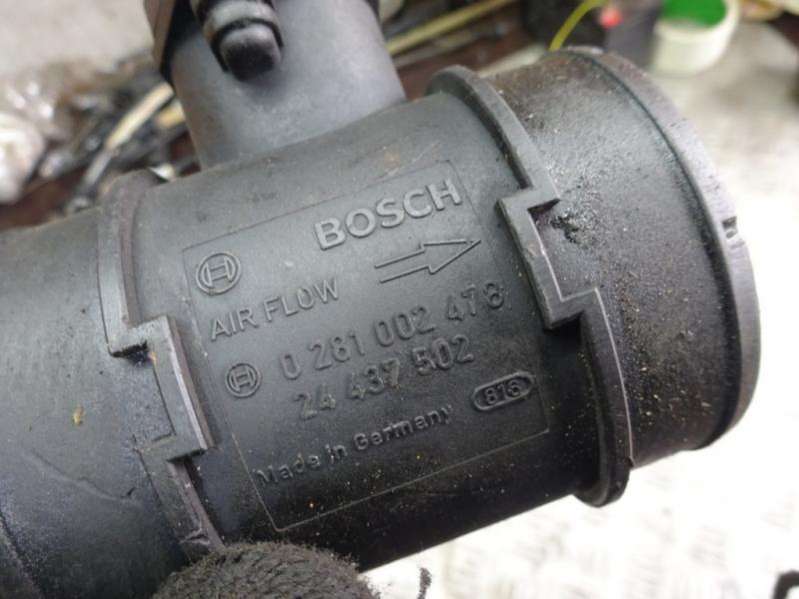 BOSCH
AIR FLOW
0 281 002 478
24 437 502
Made in Germany 816